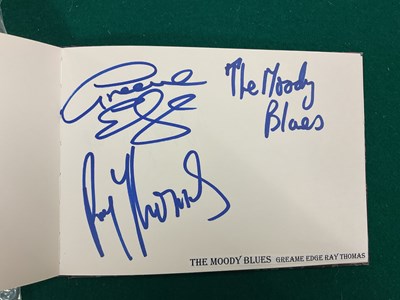 Graeme
Edge
The Moody
Blues
Ray Thomas
THE MOODY BLUES GREAME EDGE RAY THOMAS